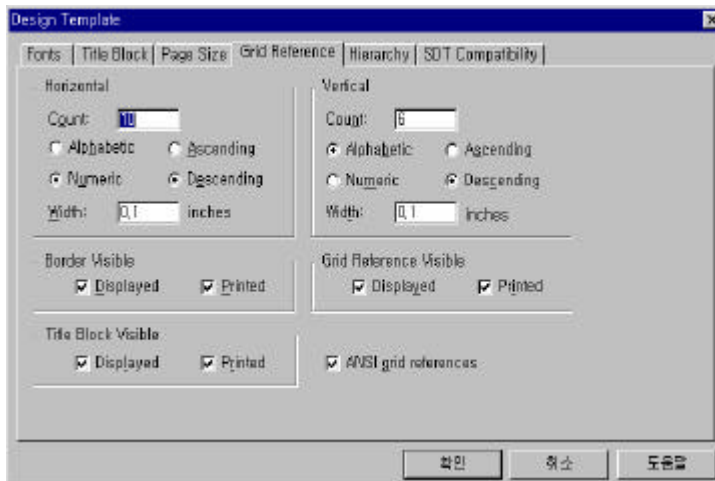 Design Template
Fonts Title Block Page Size Grid Reference Hierarchy SDT Compatibility
Horizontal
Count: 10
Alphabetic Ascending
Numeric Descending
Width: 0,1 inches
Vertical
Count: 6
Alphabetic Ascending
Numeric Descending
Width: 0,1 Inches
Border Visible
Displayed Printed
Grid Reference Visible
Displayed Printed
Title Block Visible
Displayed Printed
ANSI grid references
확인 취소 도움말